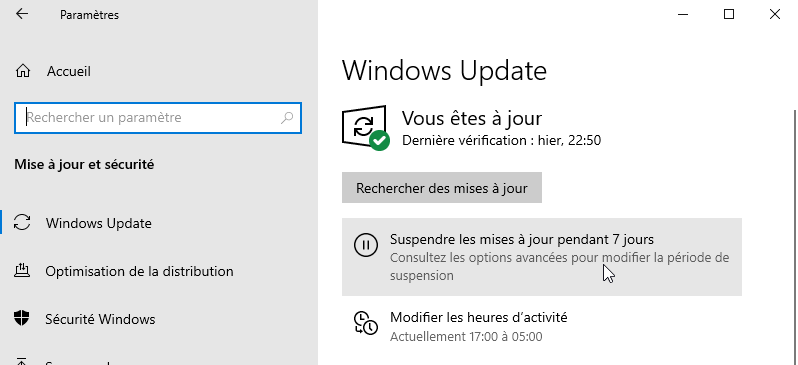 Paramètres
Accueil
Rechercher un paramètre
Mise à jour et sécurité
Windows Update
Optimisation de la distribution
Sécurité Windows
Windows Update
Vous êtes à jour
Dernière vérification : hier, 22:50
Rechercher des mises à jour
Suspendre les mises à jour pendant 7 jours
Consultez les options avancées pour modifier la période de
suspension
Modifier les heures d’activité
Actuellement 17:00 à 05:00